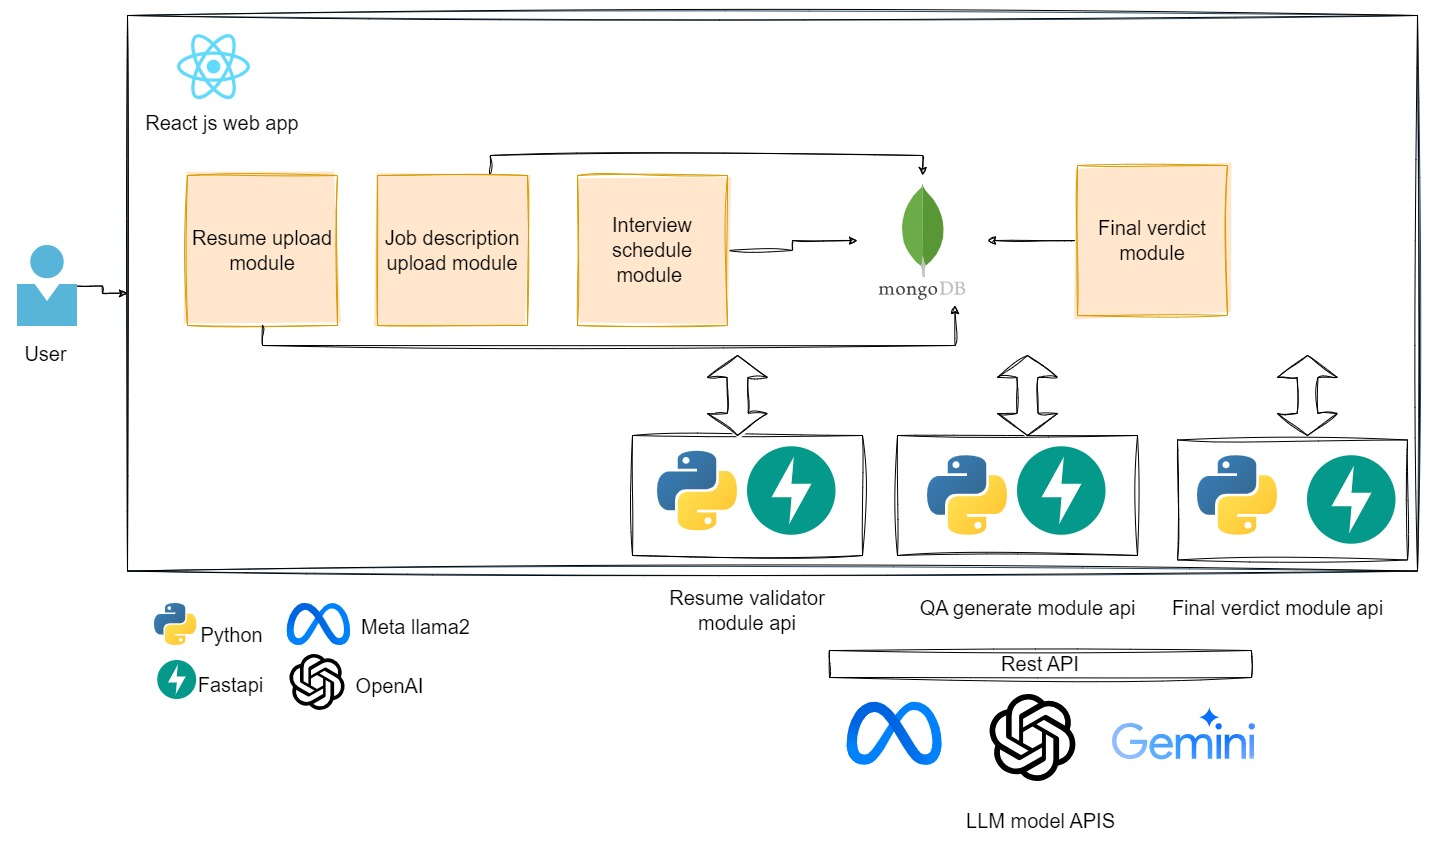 React js web app
Resume upload
module
Job description
upload module
Interview
schedule
module
mongoDB
Final verdict
module
User
Resume validator
module api
QA generate module api
Final verdict module api
Python
Meta llama2
Fastapi
OpenAI
Rest API
Gemini
LLM model APIS